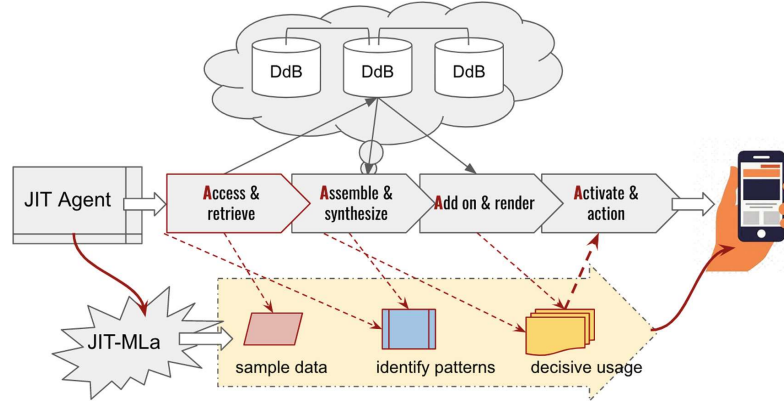 DdB
DdB
DdB
JIT Agent
Access &
retrieve
Assemble &
synthesize
Add on & render
Activate &
action
JIT-MLa
sample data
identify patterns
decisive usage